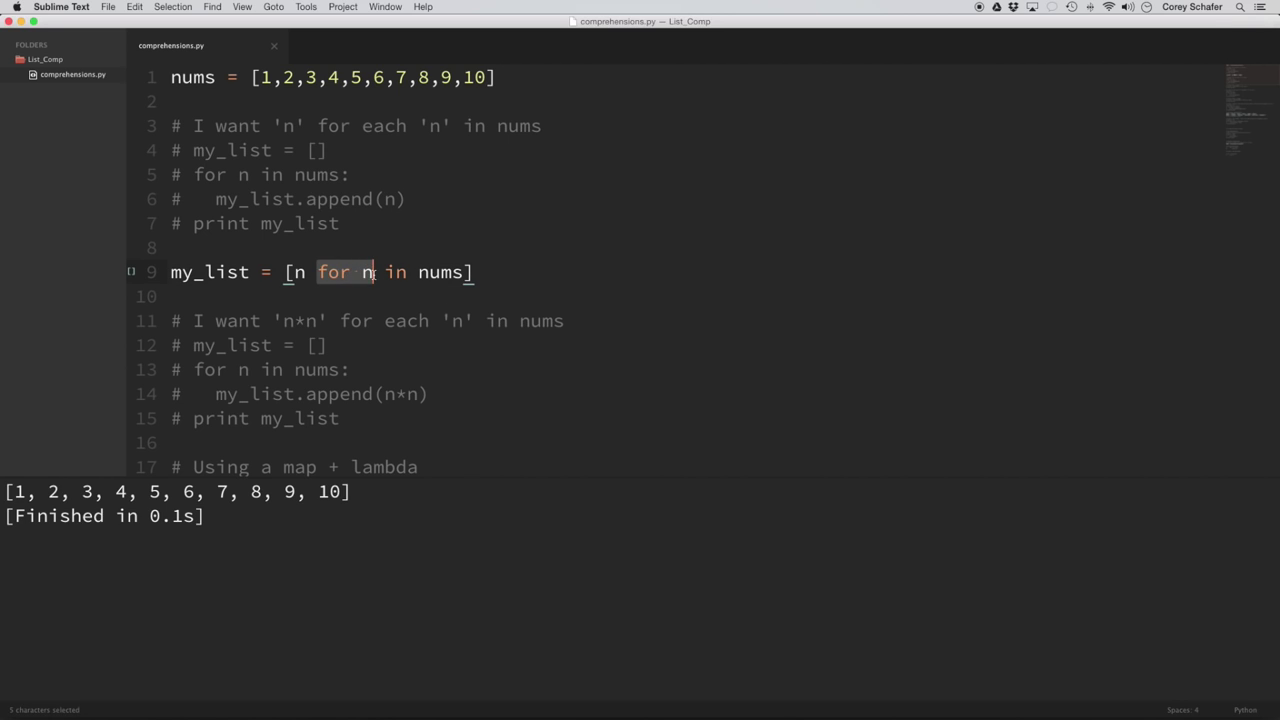 Sublime Text File Edit Selection Find View Goto Tools Project Window Help Corey Schafer
comprehensions.py — List_Comp
FOLDERS
List_Comp
comprehensions.py
comprehensions.py
1 nums = [1,2,3,4,5,6,7,8,9,10]
2
3 # I want 'n' for each 'n' in nums
4 # my_list = []
5 # for n in nums:
6 #   my_list.append(n)
7 # print my_list
8
9 my_list = [n for n in nums]
10
11 # I want 'n*n' for each 'n' in nums
12 # my_list = []
13 # for n in nums:
14 #   my_list.append(n*n)
15 # print my_list
16
17 # Using a map + lambda
[1, 2, 3, 4, 5, 6, 7, 8, 9, 10]
[Finished in 0.1s]
5 characters selected Spaces: 4 Python